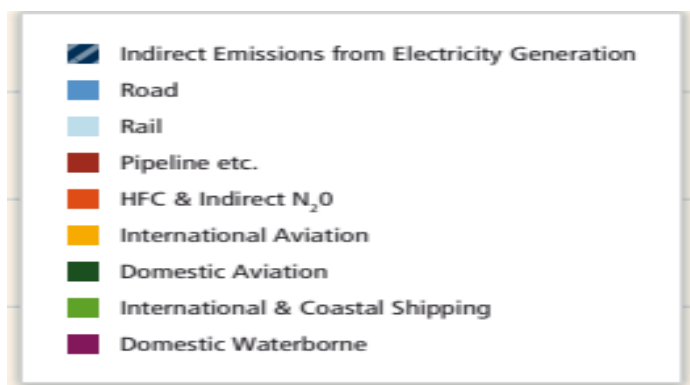 Indirect Emissions from Electricity Generation
Road
Rail
Pipeline etc.
HFC & Indirect N₂0
International Aviation
Domestic Aviation
International & Coastal Shipping
Domestic Waterborne